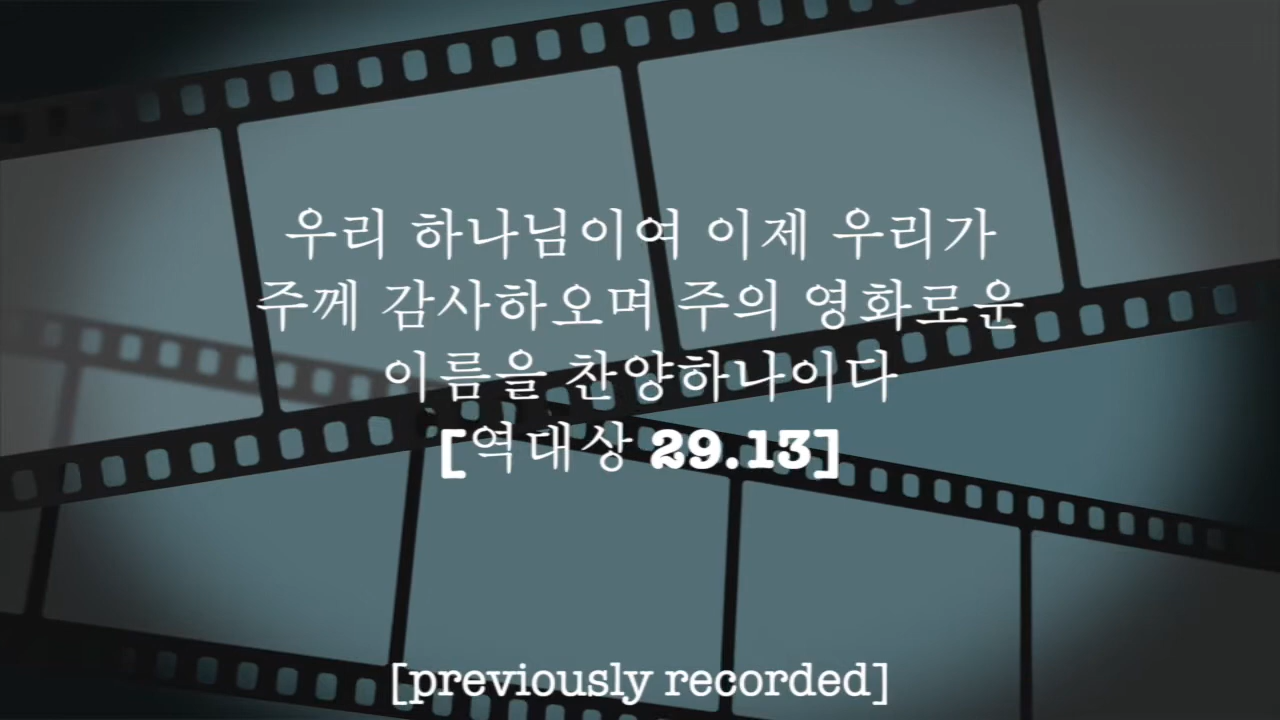 우리 하나님이여 이제 우리가
주께 감사하오며 주의 영화로운
이름을 찬양하나이다
[역대상 29.13]
[previously recorded]